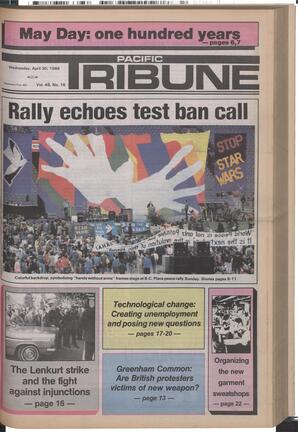 May Day: one hundred years
— pages 6,7
PACIFIC
TRIBUNE
Wednesday, April 30, 1986
Vol. 49, No. 16
Rally echoes test ban call
STOP
STAR
WARS
Colorful backdrop, symbolizing "hands without arms" frames stage at B.C. Place peace rally Sunday. Stories pages 9-11
The Lenkurt strike
and the fight
against injunctions
— page 16 —
Technological change:
Creating unemployment
and posing new questions
— pages 17-20 —
Greenham Common:
Are British protesters
victims of new weapon?
— page 13 —
Organizing
the new
garment
sweatshops
— page 22 —